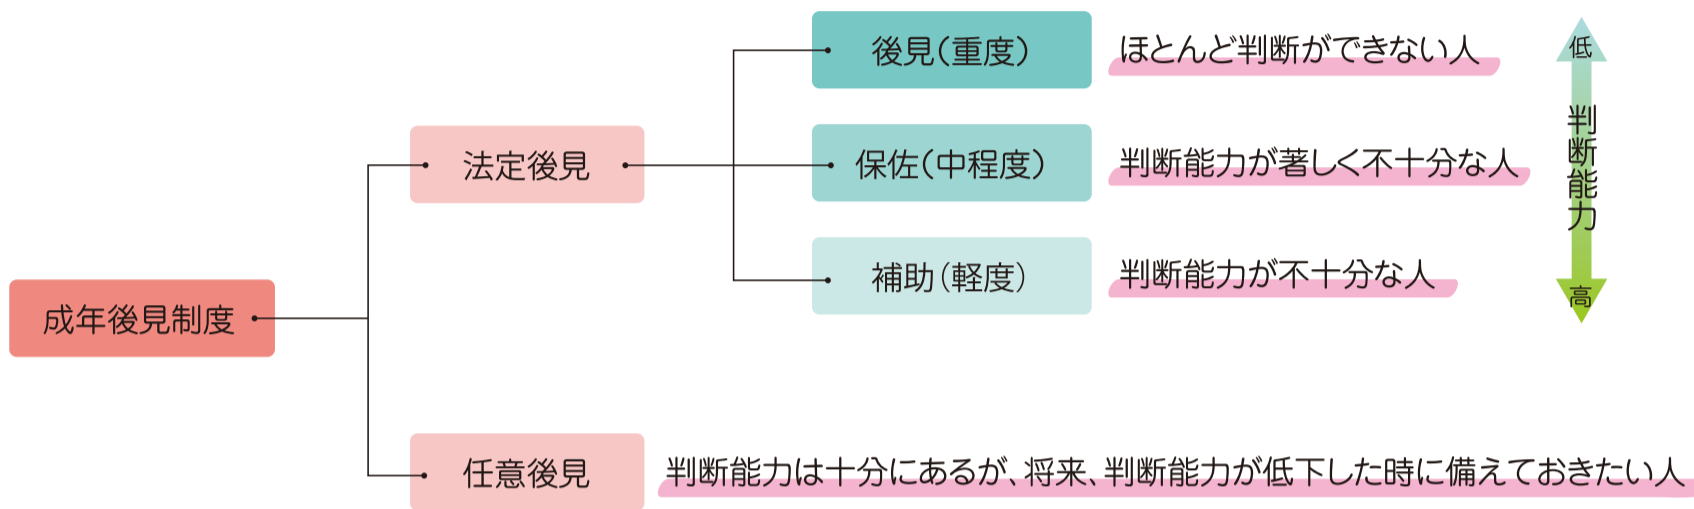 後見(重度)
ほとんど判断ができない人
低
法定後見
保佐(中程度)
判断能力が著しく不十分な人
判断能力
補助(軽度)
判断能力が不十分な人
高
成年後見制度
任意後見
判断能力は十分にあるが、将来、判断能力が低下した時に備えておきたい人